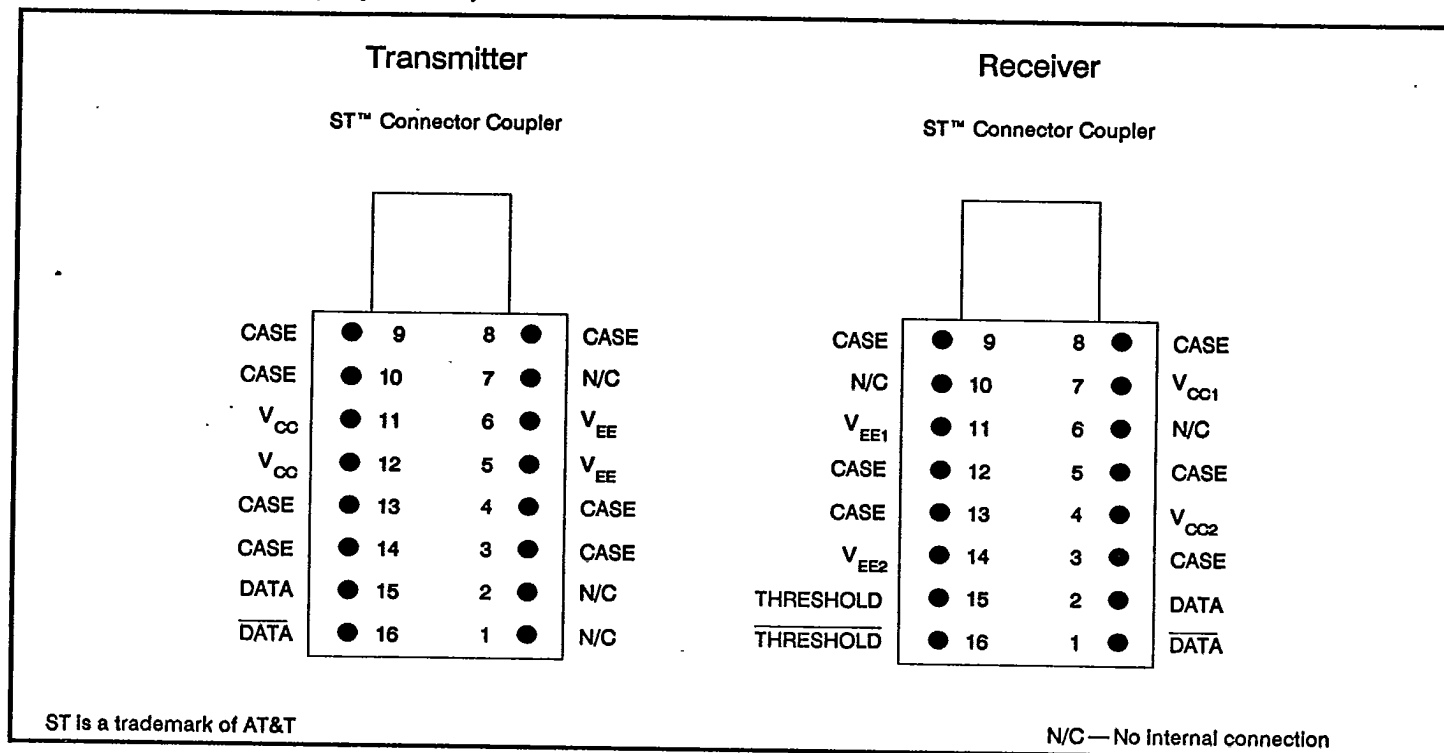 Transmitter
ST™ Connector Coupler
CASE 9 8 CASE
CASE 10 7 N/C
VCC 11 6 VEE
VCC 12 5 VEE
CASE 13 4 CASE
CASE 14 3 CASE
DATA 15 2 N/C
D̅A̅T̅A̅ 16 1 N/C
Receiver
ST™ Connector Coupler
CASE 9 8 CASE
N/C 10 7 VCC1
VEE1 11 6 N/C
CASE 12 5 CASE
CASE 13 4 VCC2
VEE2 14 3 CASE
THRESHOLD 15 2 DATA
T̅H̅R̅E̅S̅H̅O̅L̅D̅ 16 1 D̅A̅T̅A̅
ST is a trademark of AT&T
N/C — No internal connection